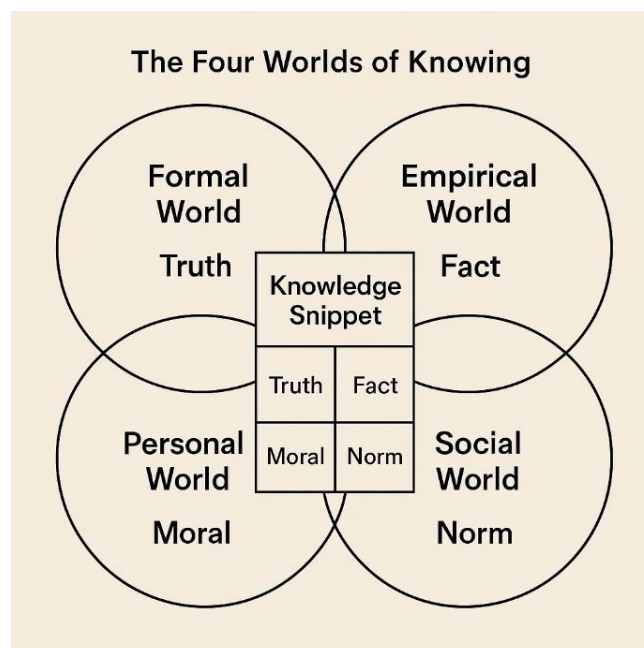 The Four Worlds of Knowing
Formal
World
Truth
Empirical
World
Fact
Knowledge
Snippet
Truth
Fact
Moral
Norm
Personal
World
Moral
Social
World
Norm